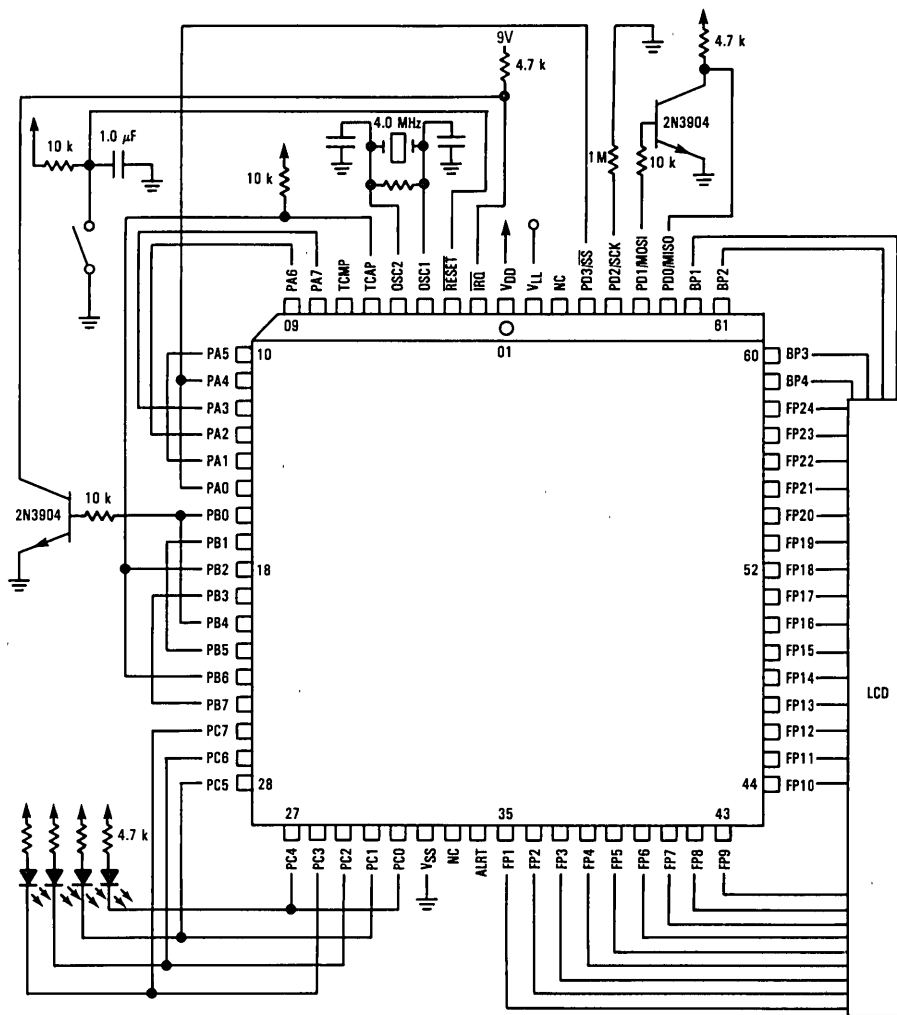 9V
4.7 k
4.7 k
2N3904
10 k
1.0 µF
10 k
4.0 MHz
1M
10 k
PA6
PA7
TCMP
TCAP
OSC2
OSC1
RESET
IRQ
VDD
VLL
NC
PD3/SS
PD2/SCK
PD1/MOSI
PD0/MISO
BP1
BP2
09
01
61
PA5
10
60
BP3
PA4
BP4
PA3
FP24
PA2
FP23
PA1
FP22
PA0
FP21
2N3904
10 k
PB0
FP20
PB1
FP19
PB2
18
52
FP18
PB3
FP17
PB4
FP16
PB5
FP15
PB6
FP14
PB7
FP13
LCD
PC7
FP12
PC6
FP11
PC5
28
44
FP10
27
35
43
4.7 k
PC4
PC3
PC2
PC1
PC0
VSS
NC
ALRT
FP1
FP2
FP3
FP4
FP5
FP6
FP7
FP8
FP9